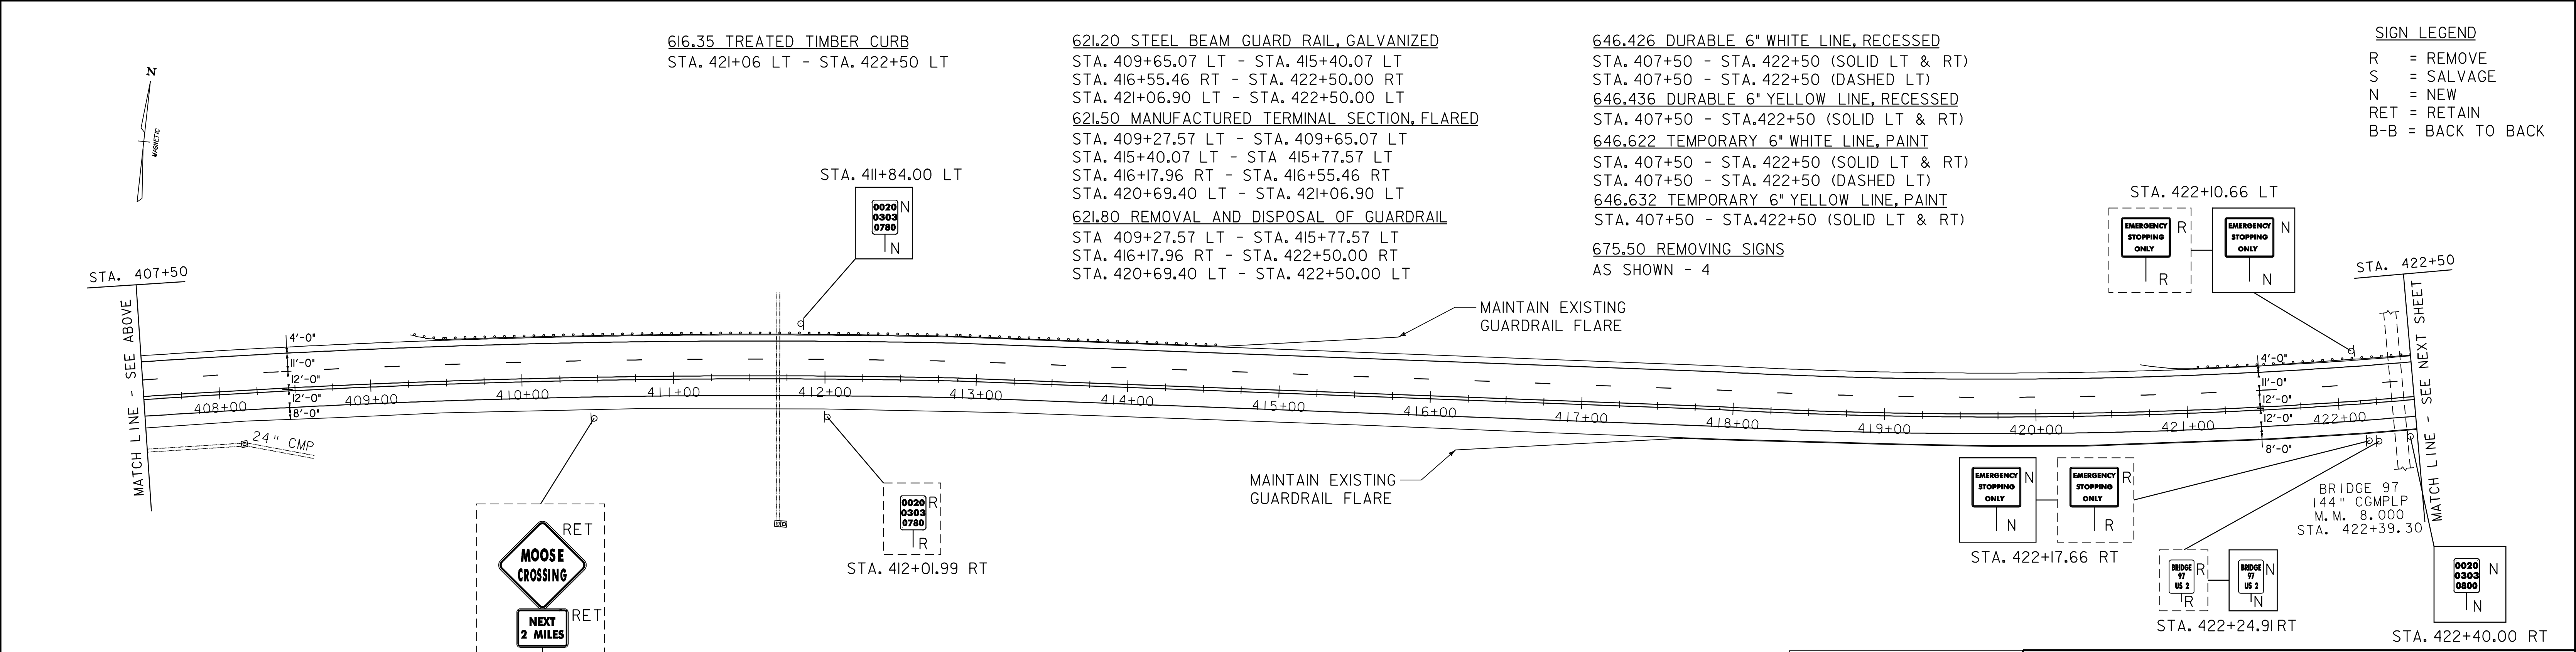 616.35 TREATED TIMBER CURB
STA. 421+06 LT - STA. 422+50 LT
621.20 STEEL BEAM GUARD RAIL, GALVANIZED
STA. 409+65.07 LT - STA. 415+40.07 LT
STA. 416+55.46 RT - STA. 422+50.00 RT
STA. 421+06.90 LT - STA. 422+50.00 LT
621.50 MANUFACTURED TERMINAL SECTION, FLARED
STA. 409+27.57 LT - STA. 409+65.07 LT
STA. 415+40.07 LT - STA 415+77.57 LT
STA. 416+17.96 RT - STA. 416+55.46 RT
STA. 420+69.40 LT - STA. 421+06.90 LT
621.80 REMOVAL AND DISPOSAL OF GUARDRAIL
STA 409+27.57 LT - STA. 415+77.57 LT
STA. 416+17.96 RT - STA. 422+50.00 RT
STA. 420+69.40 LT - STA. 422+50.00 LT
646.426 DURABLE 6" WHITE LINE, RECESSED
STA. 407+50 - STA. 422+50 (SOLID LT & RT)
STA. 407+50 - STA. 422+50 (DASHED LT)
646.436 DURABLE 6" YELLOW LINE, RECESSED
STA. 407+50 - STA.422+50 (SOLID LT & RT)
646.622 TEMPORARY 6" WHITE LINE, PAINT
STA. 407+50 - STA. 422+50 (SOLID LT & RT)
STA. 407+50 - STA. 422+50 (DASHED LT)
646.632 TEMPORARY 6" YELLOW LINE, PAINT
STA. 407+50 - STA.422+50 (SOLID LT & RT)
675.50 REMOVING SIGNS
AS SHOWN - 4
SIGN LEGEND
R = REMOVE
S = SALVAGE
N = NEW
RET = RETAIN
B-B = BACK TO BACK
N
MAGNETIC
STA. 411+84.00 LT
0020
0303
0780
N
N
STA. 422+10.66 LT
EMERGENCY
STOPPING
ONLY
R
R
EMERGENCY
STOPPING
ONLY
N
N
STA. 407+50
MATCH LINE - SEE ABOVE
STA. 422+50
MATCH LINE - SEE NEXT SHEET
MAINTAIN EXISTING
GUARDRAIL FLARE
4'-0"
11'-0"
12'-0"
12'-0"
8'-0"
4'-0"
11'-0"
12'-0"
12'-0"
8'-0"
408+00
409+00
410+00
411+00
412+00
413+00
414+00
415+00
416+00
417+00
418+00
419+00
420+00
421+00
422+00
24" CMP
MAINTAIN EXISTING
GUARDRAIL FLARE
MOOSE
CROSSING
RET
NEXT
2 MILES
RET
0020
0303
0780
R
R
STA. 412+01.99 RT
EMERGENCY
STOPPING
ONLY
N
N
EMERGENCY
STOPPING
ONLY
R
R
STA. 422+17.66 RT
BRIDGE 97
144" CGMPLP
M.M. 8.000
STA. 422+39.30
BRIDGE
97
US 2
R
R
BRIDGE
97
US 2
N
N
STA. 422+24.91 RT
0020
0303
0800
N
N
STA. 422+40.00 RT